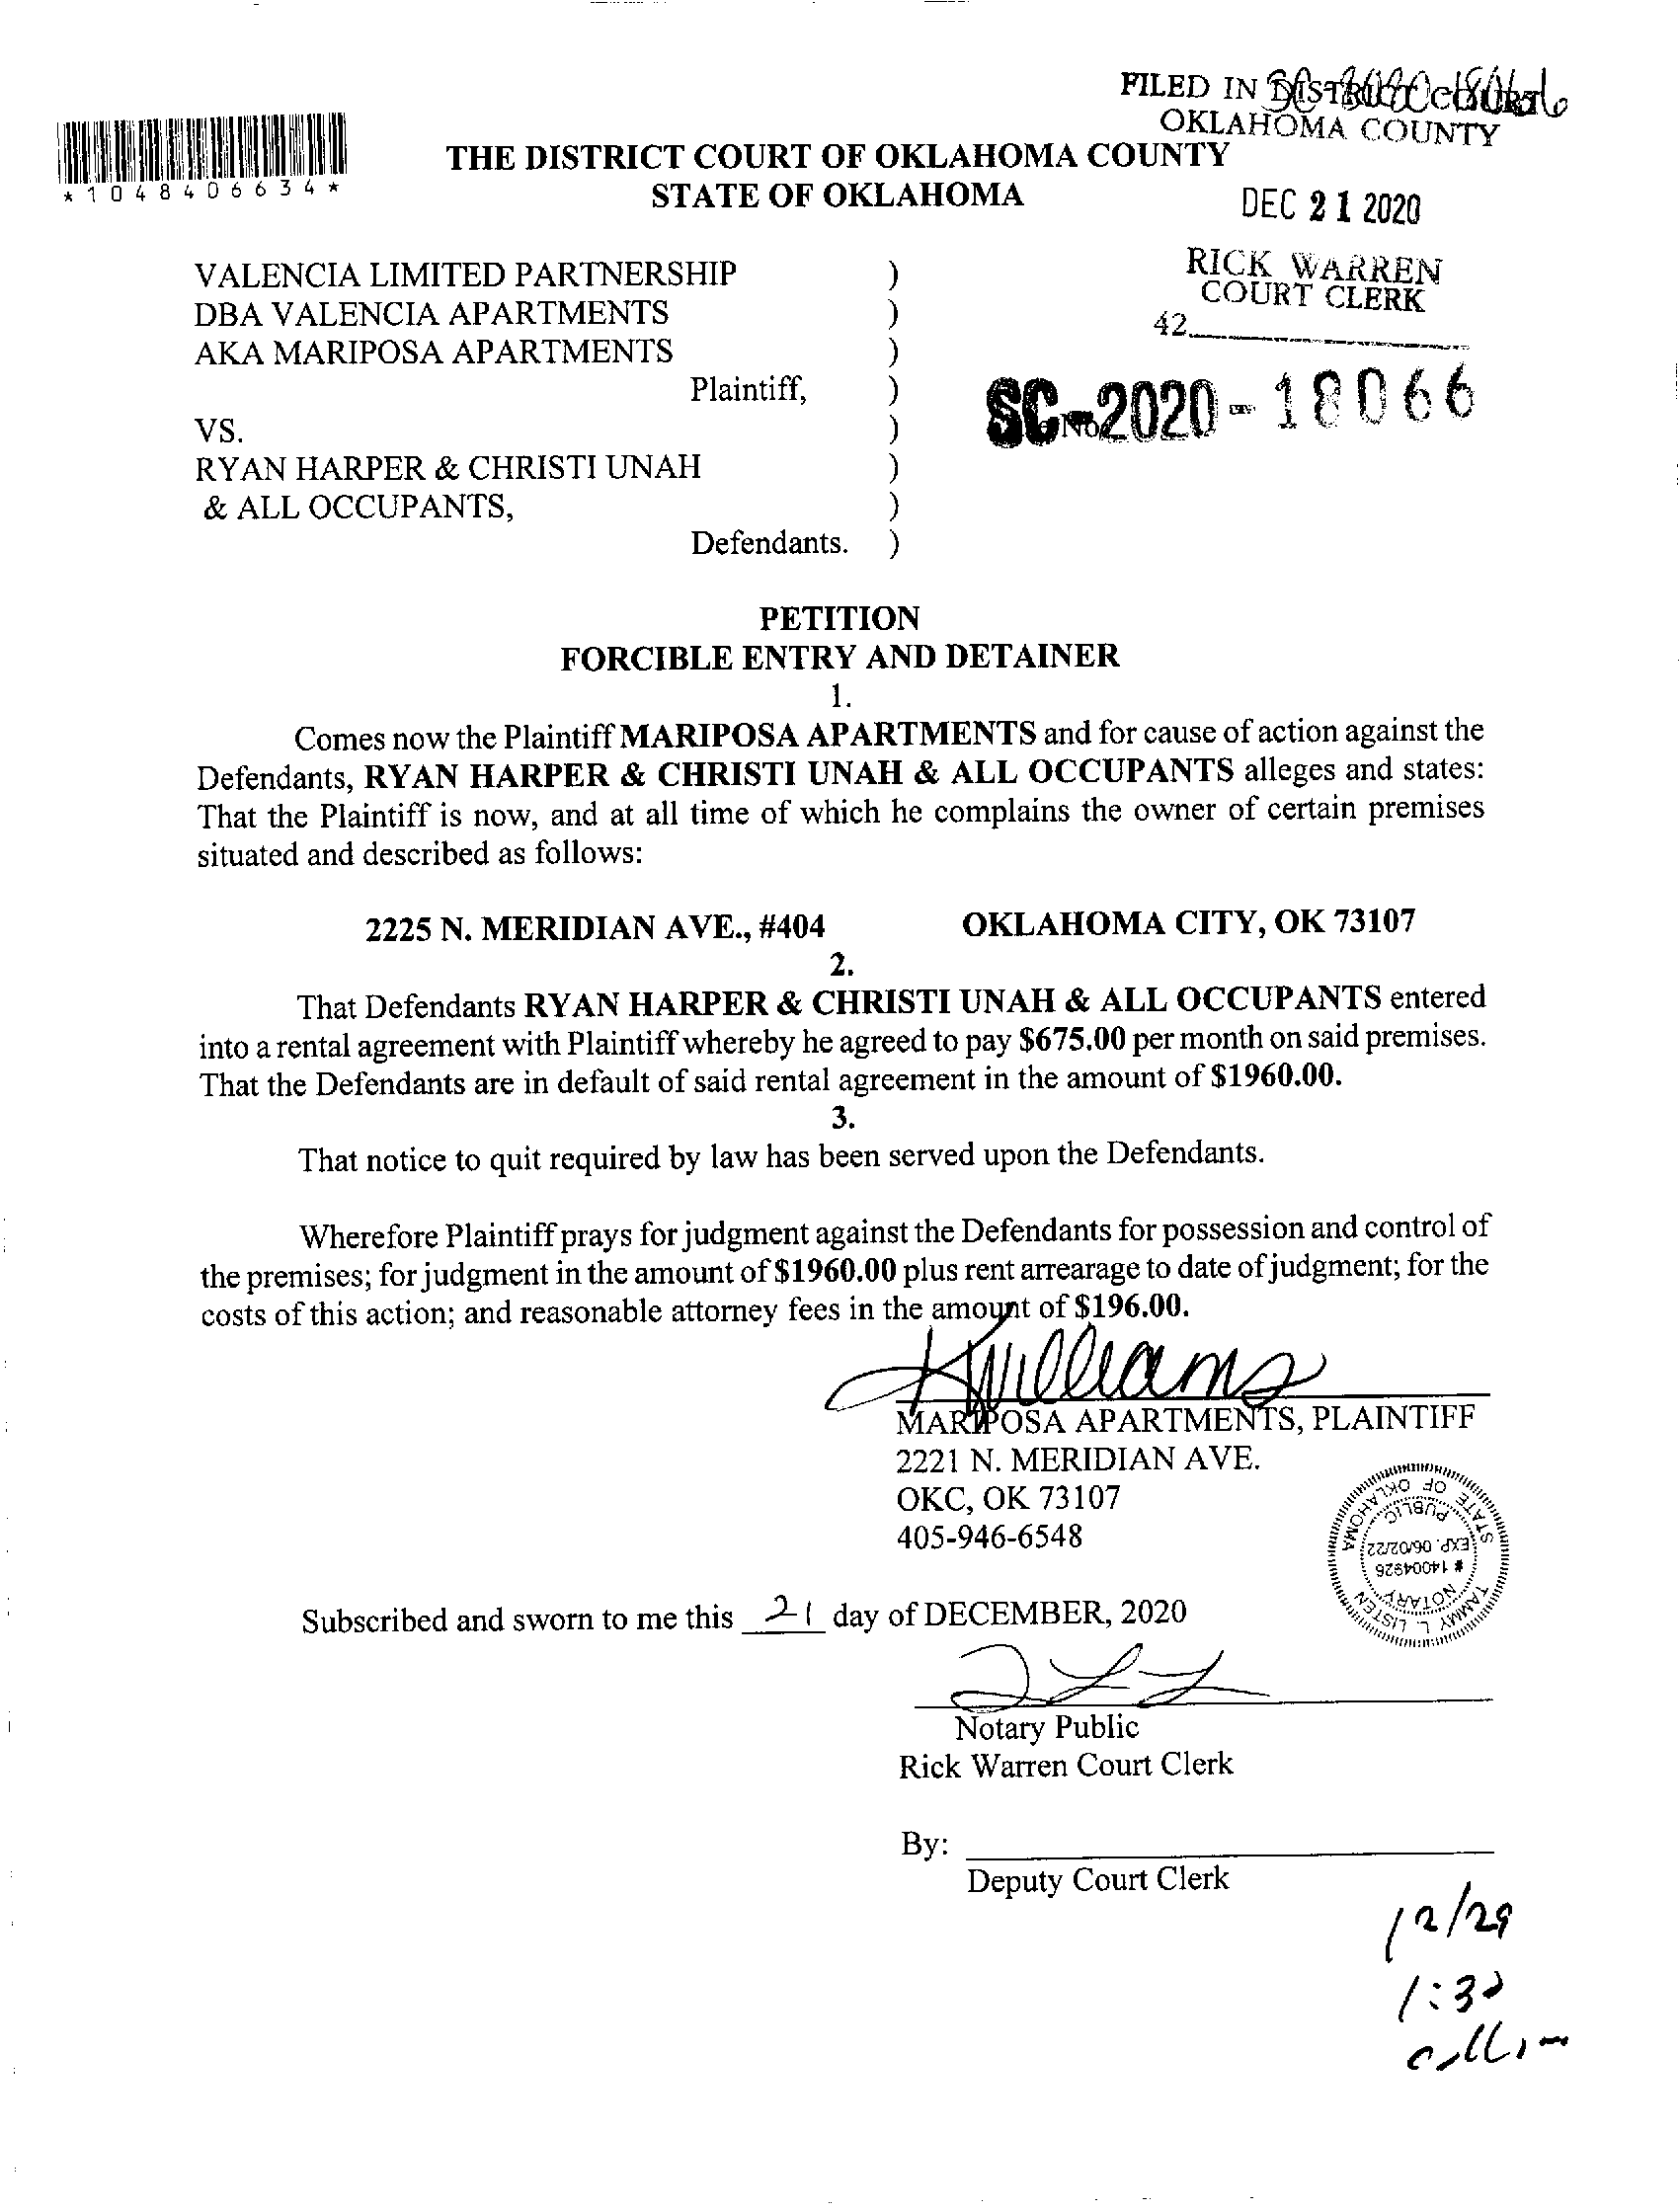 SC-2020-18066
FILED IN DISTRICT COURT
OKLAHOMA COUNTY
*1048406634*
THE DISTRICT COURT OF OKLAHOMA COUNTY
STATE OF OKLAHOMA
DEC 21 2020
RICK WARREN
COURT CLERK
42
VALENCIA LIMITED PARTNERSHIP )
DBA VALENCIA APARTMENTS )
AKA MARIPOSA APARTMENTS )
Plaintiff, )
SC-2020-18066
No.
VS. )
RYAN HARPER & CHRISTI UNAH )
& ALL OCCUPANTS, )
Defendants. )
PETITION
FORCIBLE ENTRY AND DETAINER
1.
Comes now the Plaintiff MARIPOSA APARTMENTS and for cause of action against the
Defendants, RYAN HARPER & CHRISTI UNAH & ALL OCCUPANTS alleges and states:
That the Plaintiff is now, and at all time of which he complains the owner of certain premises
situated and described as follows:
2225 N. MERIDIAN AVE., #404 OKLAHOMA CITY, OK 73107
2.
That Defendants RYAN HARPER & CHRISTI UNAH & ALL OCCUPANTS entered
into a rental agreement with Plaintiff whereby he agreed to pay $675.00 per month on said premises.
That the Defendants are in default of said rental agreement in the amount of $1960.00.
3.
That notice to quit required by law has been served upon the Defendants.
Wherefore Plaintiff prays for judgment against the Defendants for possession and control of
the premises; for judgment in the amount of $1960.00 plus rent arrearage to date of judgment; for the
costs of this action; and reasonable attorney fees in the amount of $196.00.
KWilliams
MARIPOSA APARTMENTS, PLAINTIFF
2221 N. MERIDIAN AVE.
OKC, OK 73107
405-946-6548
TAMMY L. LISTEN
NOTARY
# 14004926
EXP. 06/02/22
PUBLIC
STATE OF OKLAHOMA
Subscribed and sworn to me this 21 day of DECEMBER, 2020
Notary Public
Rick Warren Court Clerk
By:
Deputy Court Clerk
12/29
1:30